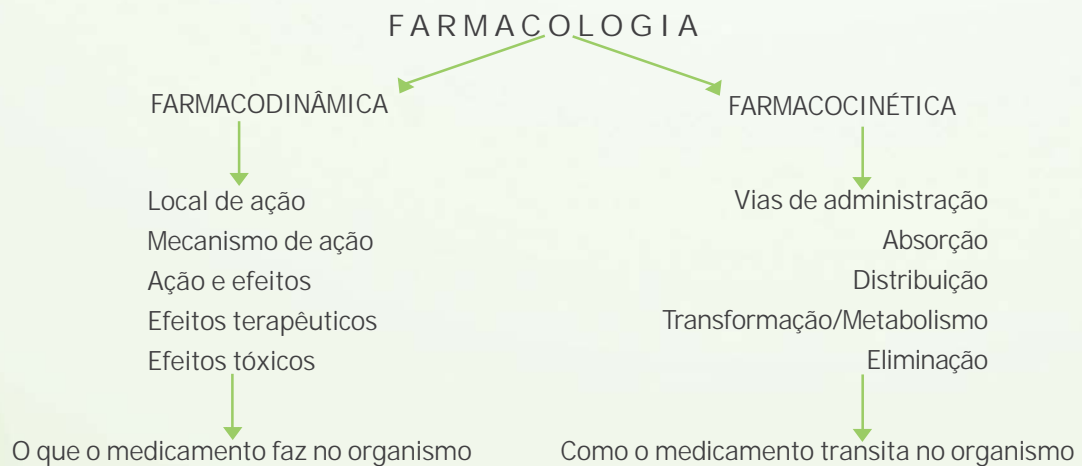 FARMACOLOGIA
FARMACODINÂMICA
Local de ação
Mecanismo de ação
Ação e efeitos
Efeitos terapêuticos
Efeitos tóxicos
O que o medicamento faz no organismo
FARMACOCINÉTICA
Vias de administração
Absorção
Distribuição
Transformação/Metabolismo
Eliminação
Como o medicamento transita no organismo